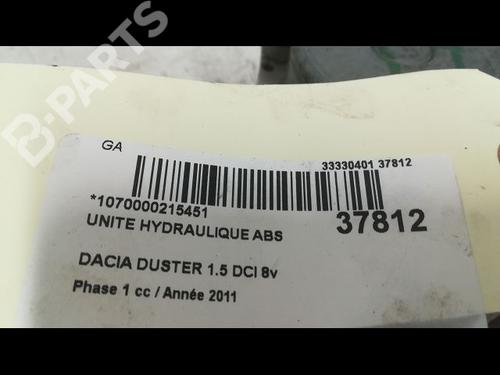 B-PARTS
GA
33330401 37812
*1070000215451
37812
UNITE HYDRAULIQUE ABS
DACIA DUSTER 1.5 DCI 8v
Phase 1 cc / Année 2011